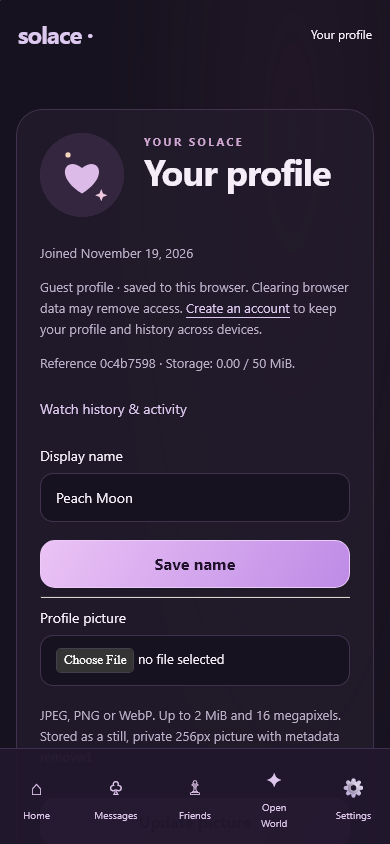 solace ·
Your profile
YOUR SOLACE
Your profile
Joined November 19, 2026
Guest profile · saved to this browser. Clearing browser
data may remove access. Create an account to keep
your profile and history across devices.
Reference 0c4b7598 · Storage: 0.00 / 50 MiB.
Watch history & activity
Display name
Peach Moon
Save name
Profile picture
Choose File no file selected
JPEG, PNG or WebP. Up to 2 MiB and 16 megapixels.
Stored as a still, private 256px picture with metadata
removed.
Home
Messages
Friends
Open
World
Settings